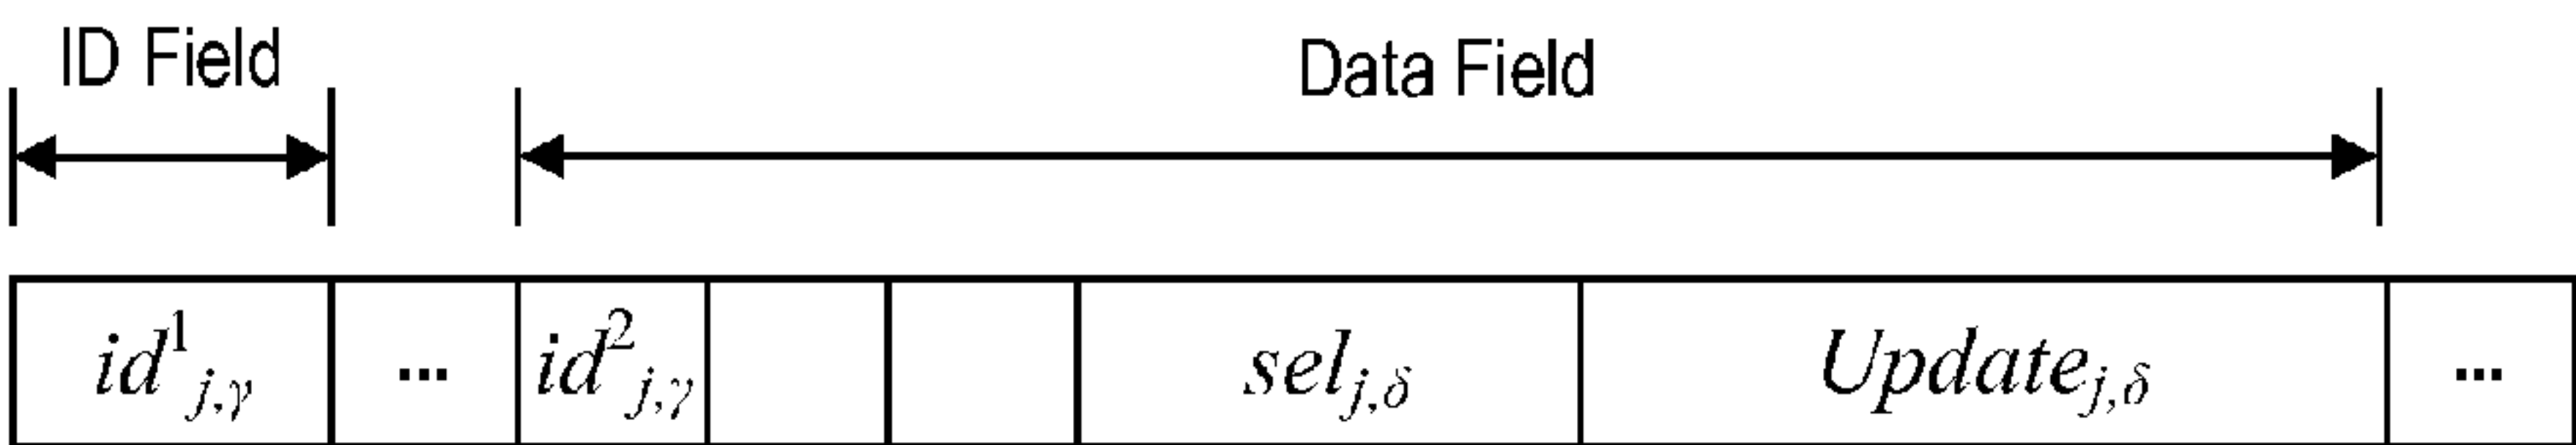 ID Field Data Field
id¹j,γ ... id²j,γ selj,δ Updatej,δ ...